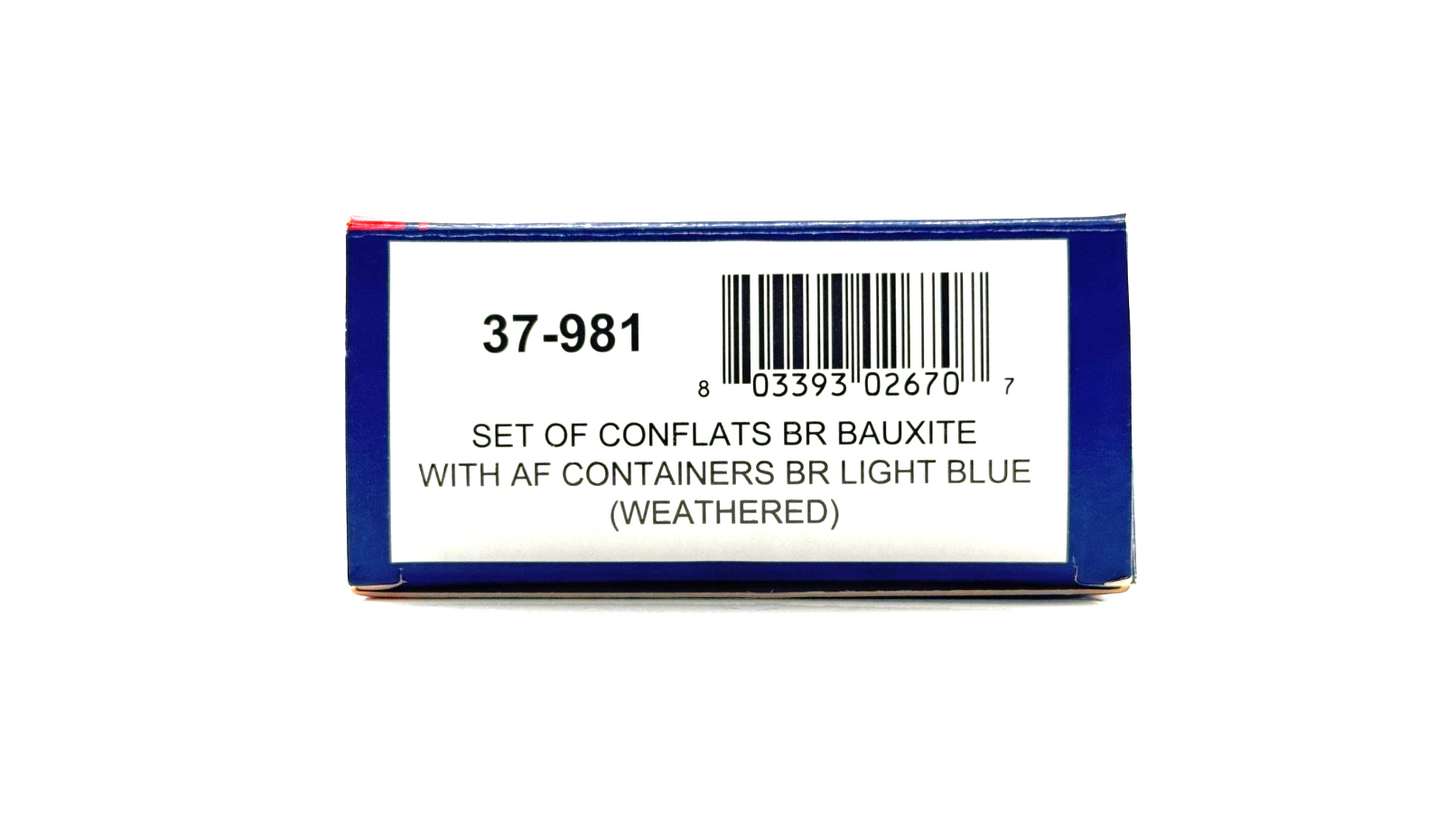 37-981
8 03393 02670 7
SET OF CONFLATS BR BAUXITE
WITH AF CONTAINERS BR LIGHT BLUE
(WEATHERED)